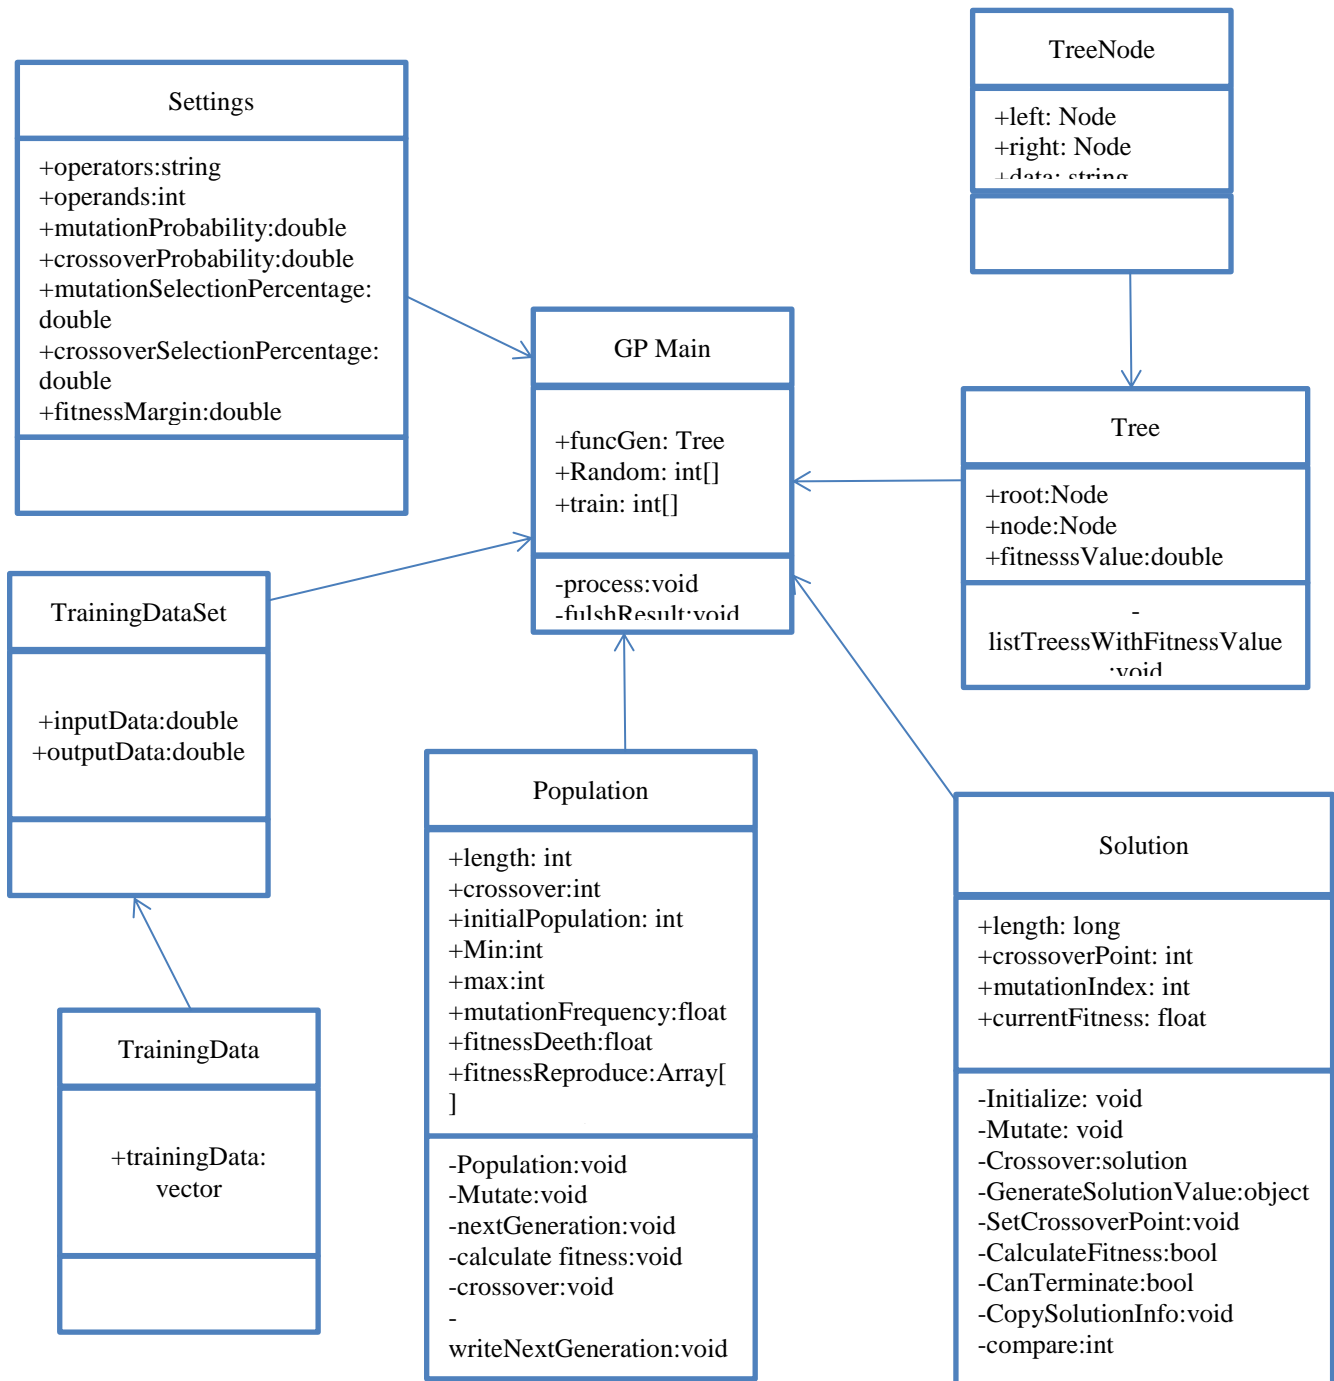 Settings
+operators:string
+operands:int
+mutationProbability:double
+crossoverProbability:double
+mutationSelectionPercentage:
double
+crossoverSelectionPercentage:
double
+fitnessMargin:double
TreeNode
+left: Node
+right: Node
+data: string
GP Main
+funcGen: Tree
+Random: int[]
+train: int[]
-process:void
-fulshResult:void
Tree
+root:Node
+node:Node
+fitnesssValue:double
-
listTreessWithFitnessValue
:void
TrainingDataSet
+inputData:double
+outputData:double
TrainingData
+trainingData:
vector
Population
+length: int
+crossover:int
+initialPopulation: int
+Min:int
+max:int
+mutationFrequency:float
+fitnessDeeth:float
+fitnessReproduce:Array[
]
-Population:void
-Mutate:void
-nextGeneration:void
-calculate fitness:void
-crossover:void
-
writeNextGeneration:void
Solution
+length: long
+crossoverPoint: int
+mutationIndex: int
+currentFitness: float
-Initialize: void
-Mutate: void
-Crossover:solution
-GenerateSolutionValue:object
-SetCrossoverPoint:void
-CalculateFitness:bool
-CanTerminate:bool
-CopySolutionInfo:void
-compare:int